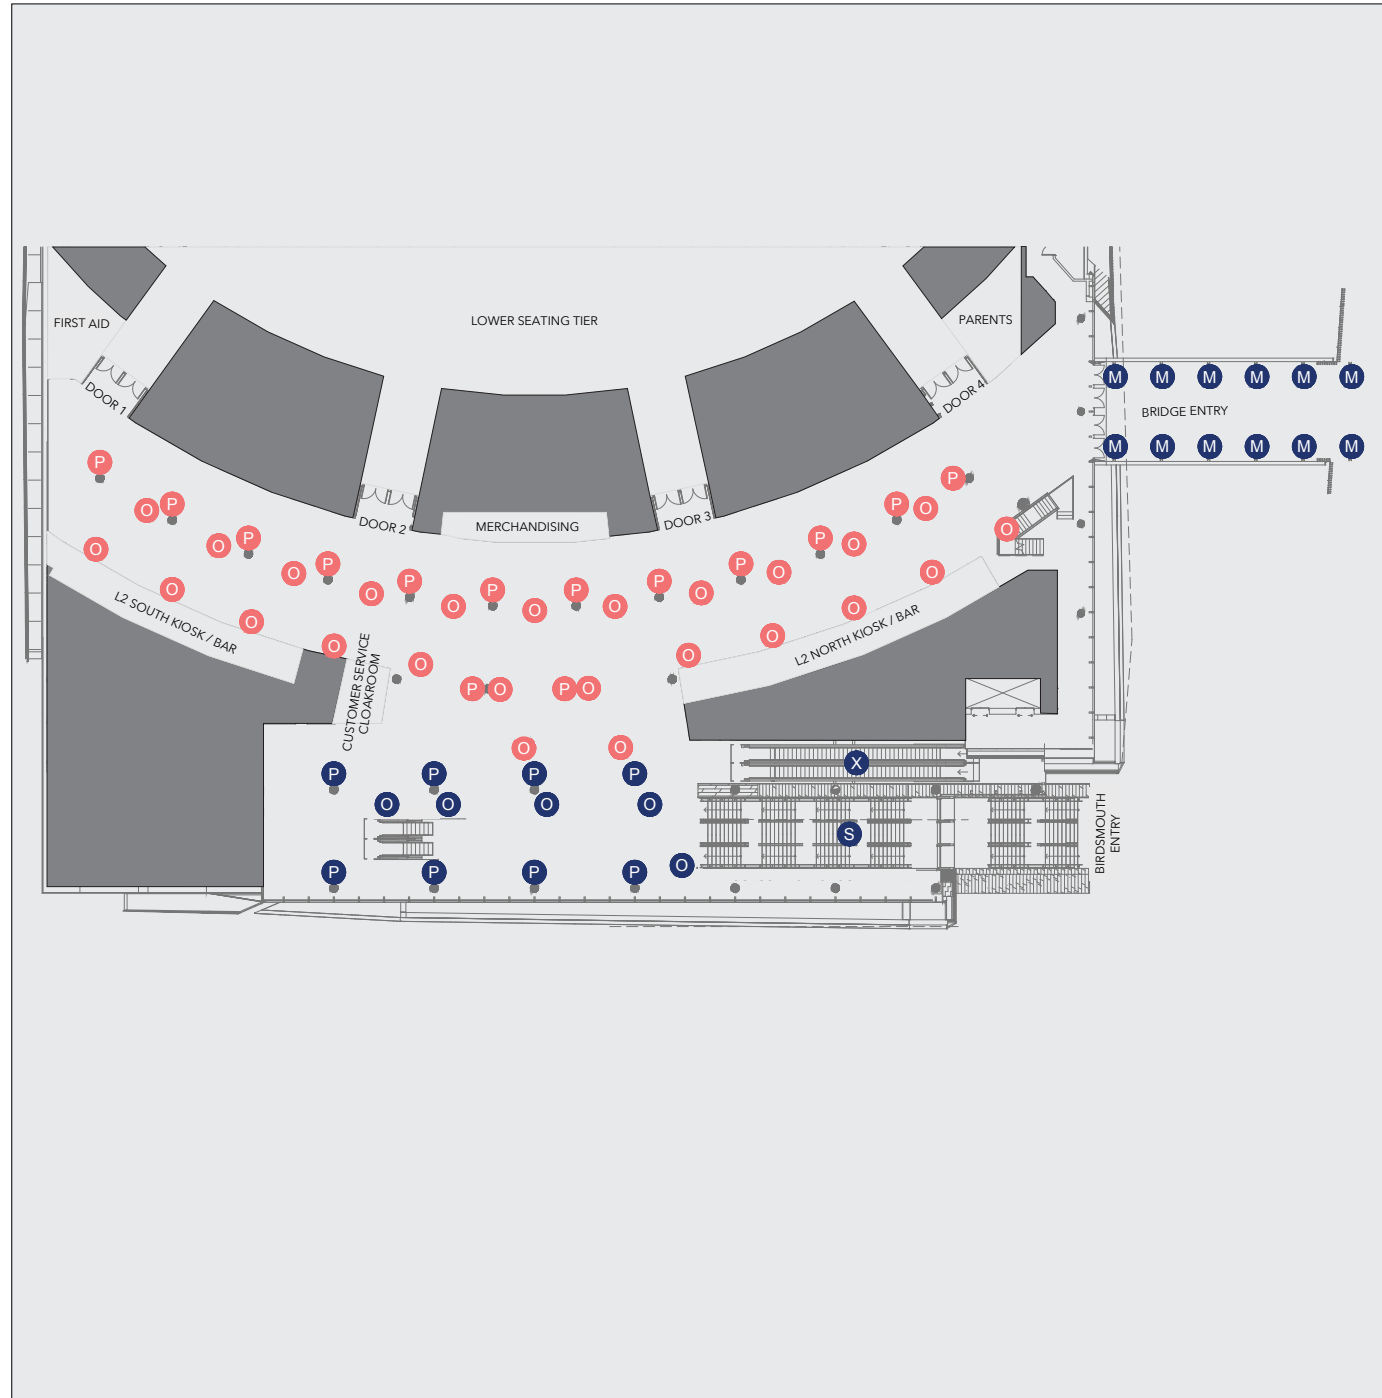 FIRST AID
LOWER SEATING TIER
PARENTS
DOOR 1
DOOR 4
M M M M M M
BRIDGE ENTRY
M M M M M M
P
P
O P
P O
P O
DOOR 2
MERCHANDISING
DOOR 3
O
O P
P O
O
O P
P O
O P
P O
O
O P
P O
O P
P O
O
O
O
O
O
O
O
L2 SOUTH KIOSK / BAR
L2 NORTH KIOSK / BAR
CUSTOMER SERVICE
CLOAKROOM
O
O
O
P O
P O
O
O
P P P P
X
O O O O
S
BIRDSMOUTH
ENTRY
O
P P P P